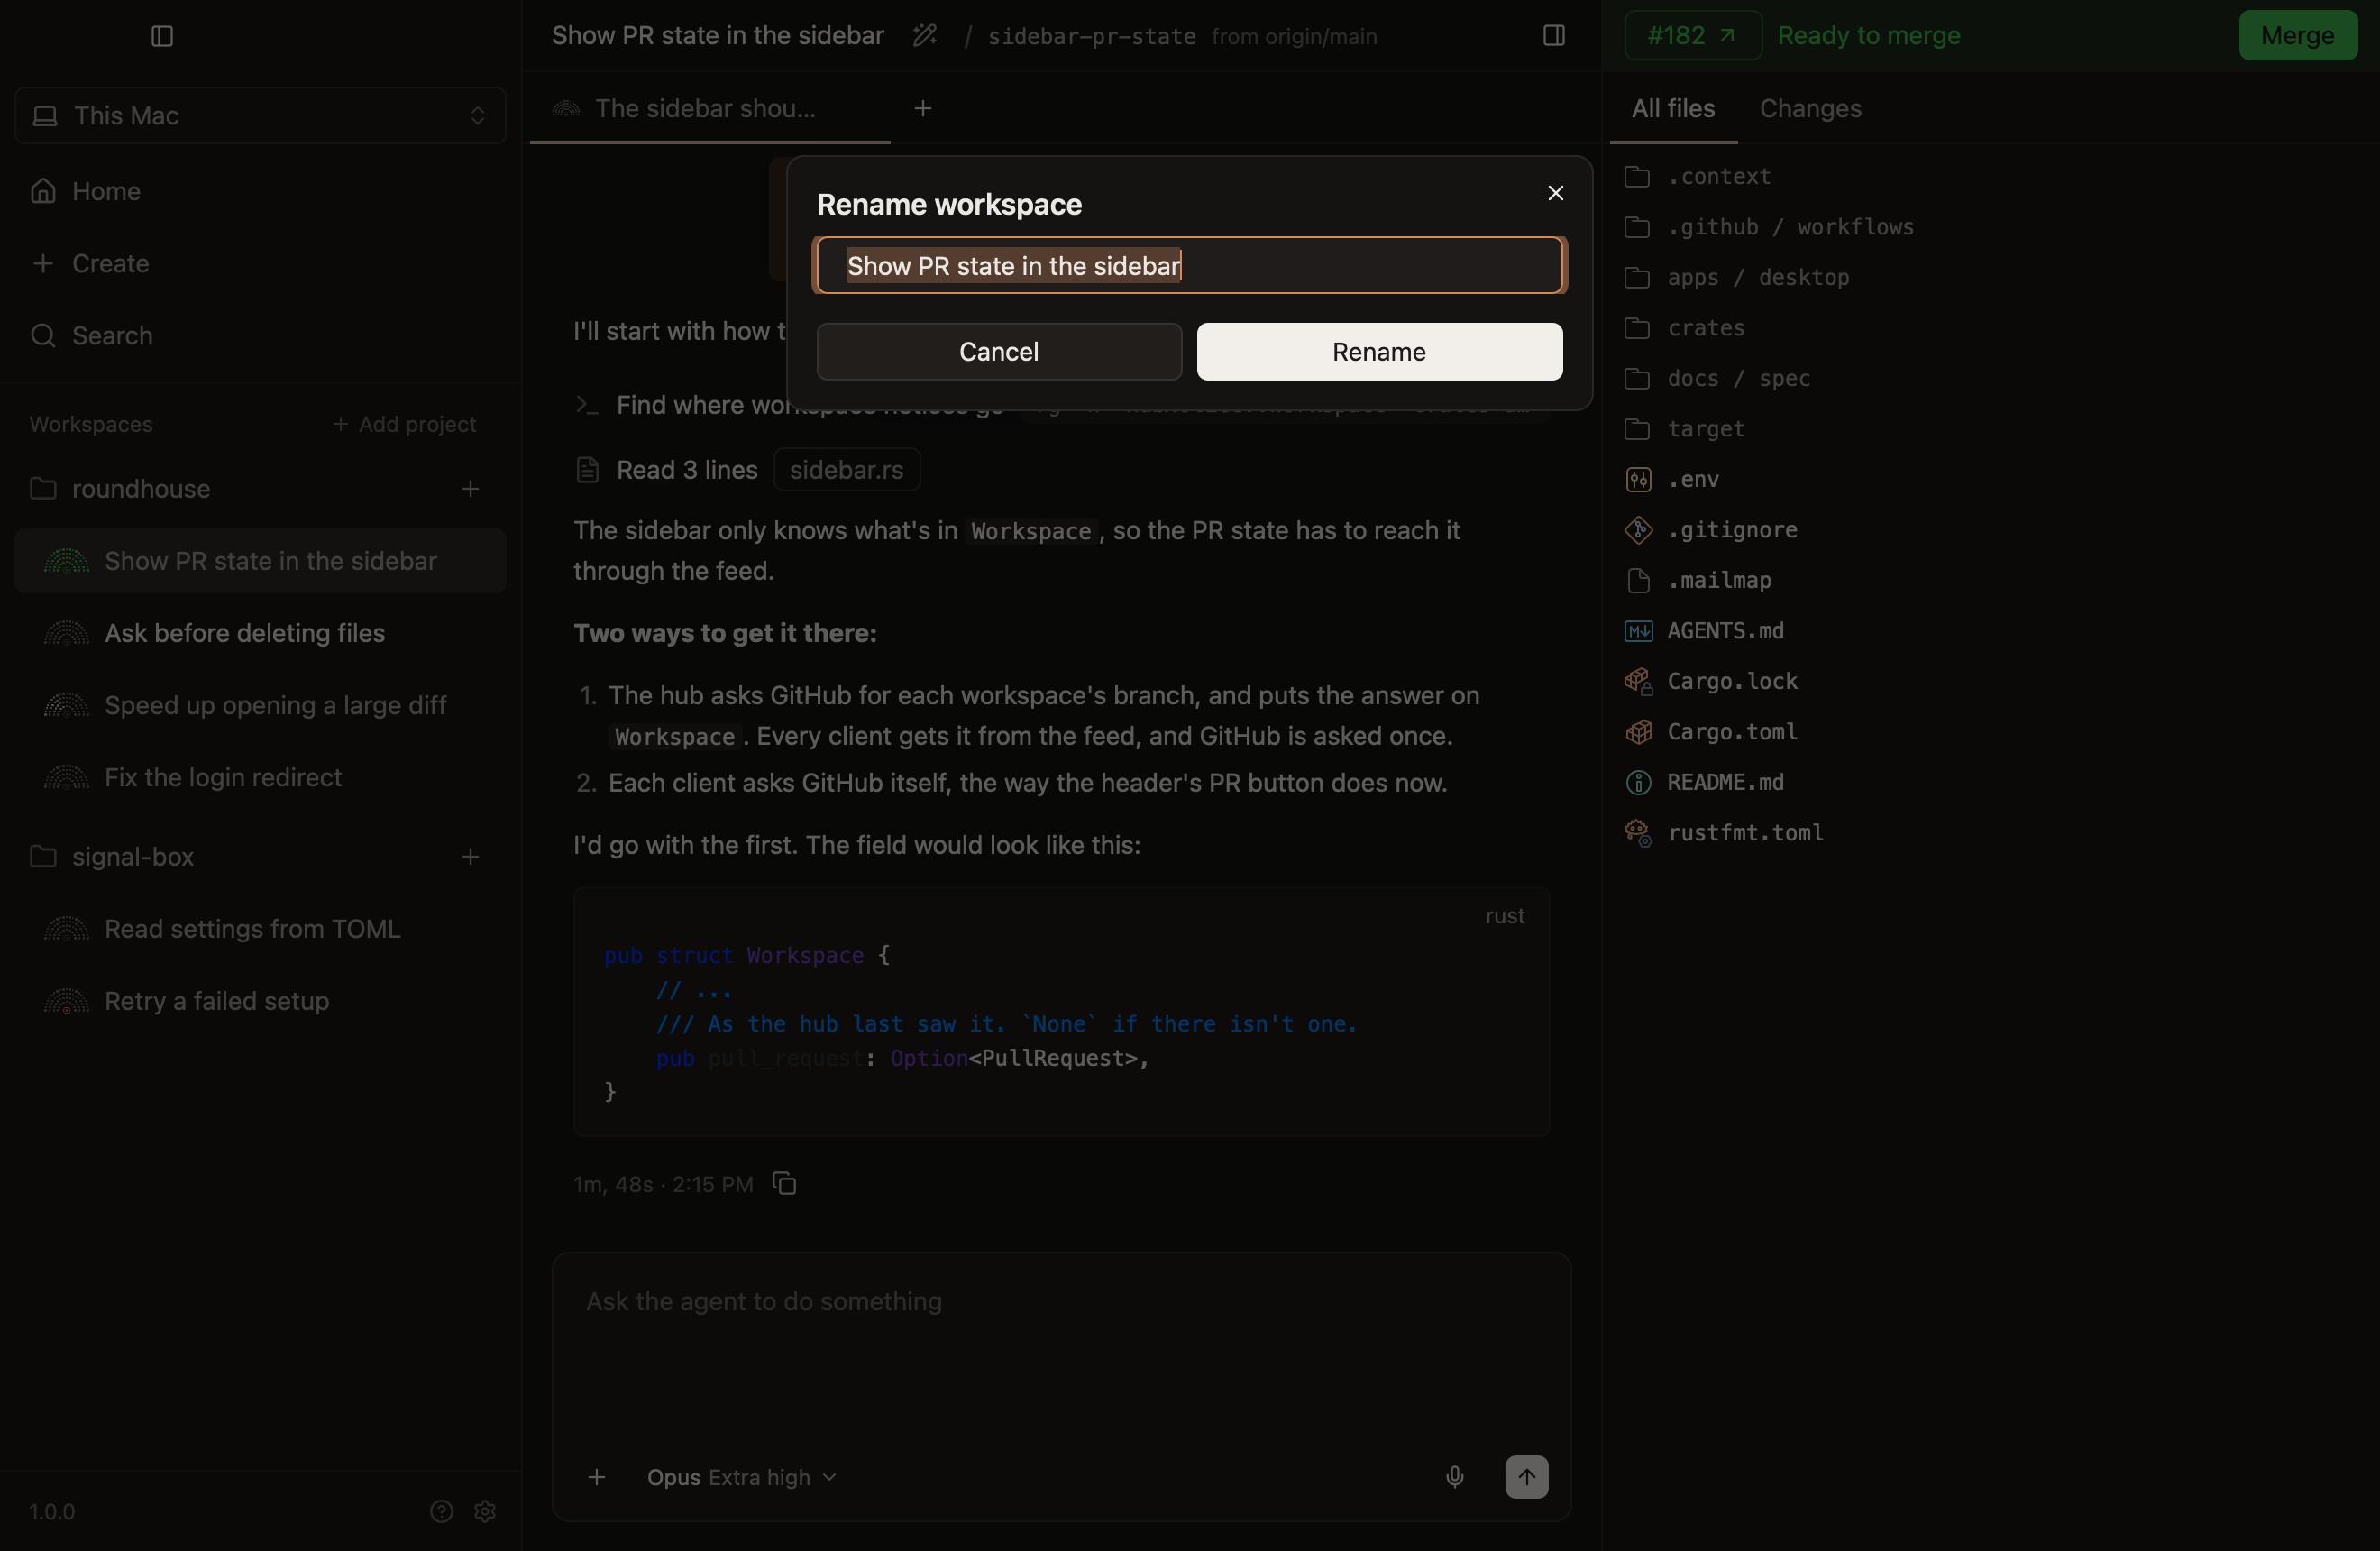 Show PR state in the sidebar / sidebar-pr-state from origin/main
#182 Ready to merge
Merge
This Mac
The sidebar shou...
All files Changes
Home
Create
Search
Workspaces
Add project
roundhouse
Show PR state in the sidebar
Ask before deleting files
Speed up opening a large diff
Fix the login redirect
signal-box
Read settings from TOML
Retry a failed setup
1.0.0
Rename workspace
Show PR state in the sidebar
Cancel
Rename
I'll start with how
Find where
Read 3 lines sidebar.rs
The sidebar only knows what's in Workspace, so the PR state has to reach it
through the feed.
Two ways to get it there:
1. The hub asks GitHub for each workspace's branch, and puts the answer on
Workspace. Every client gets it from the feed, and GitHub is asked once.
2. Each client asks GitHub itself, the way the header's PR button does now.
I'd go with the first. The field would look like this:
rust
pub struct Workspace {
// ...
/// As the hub last saw it. `None` if there isn't one.
pub pull_request: Option<PullRequest>,
}
1m, 48s · 2:15 PM
Ask the agent to do something
Opus Extra high
.context
.github / workflows
apps / desktop
crates
docs / spec
target
.env
.gitignore
.mailmap
AGENTS.md
Cargo.lock
Cargo.toml
README.md
rustfmt.toml